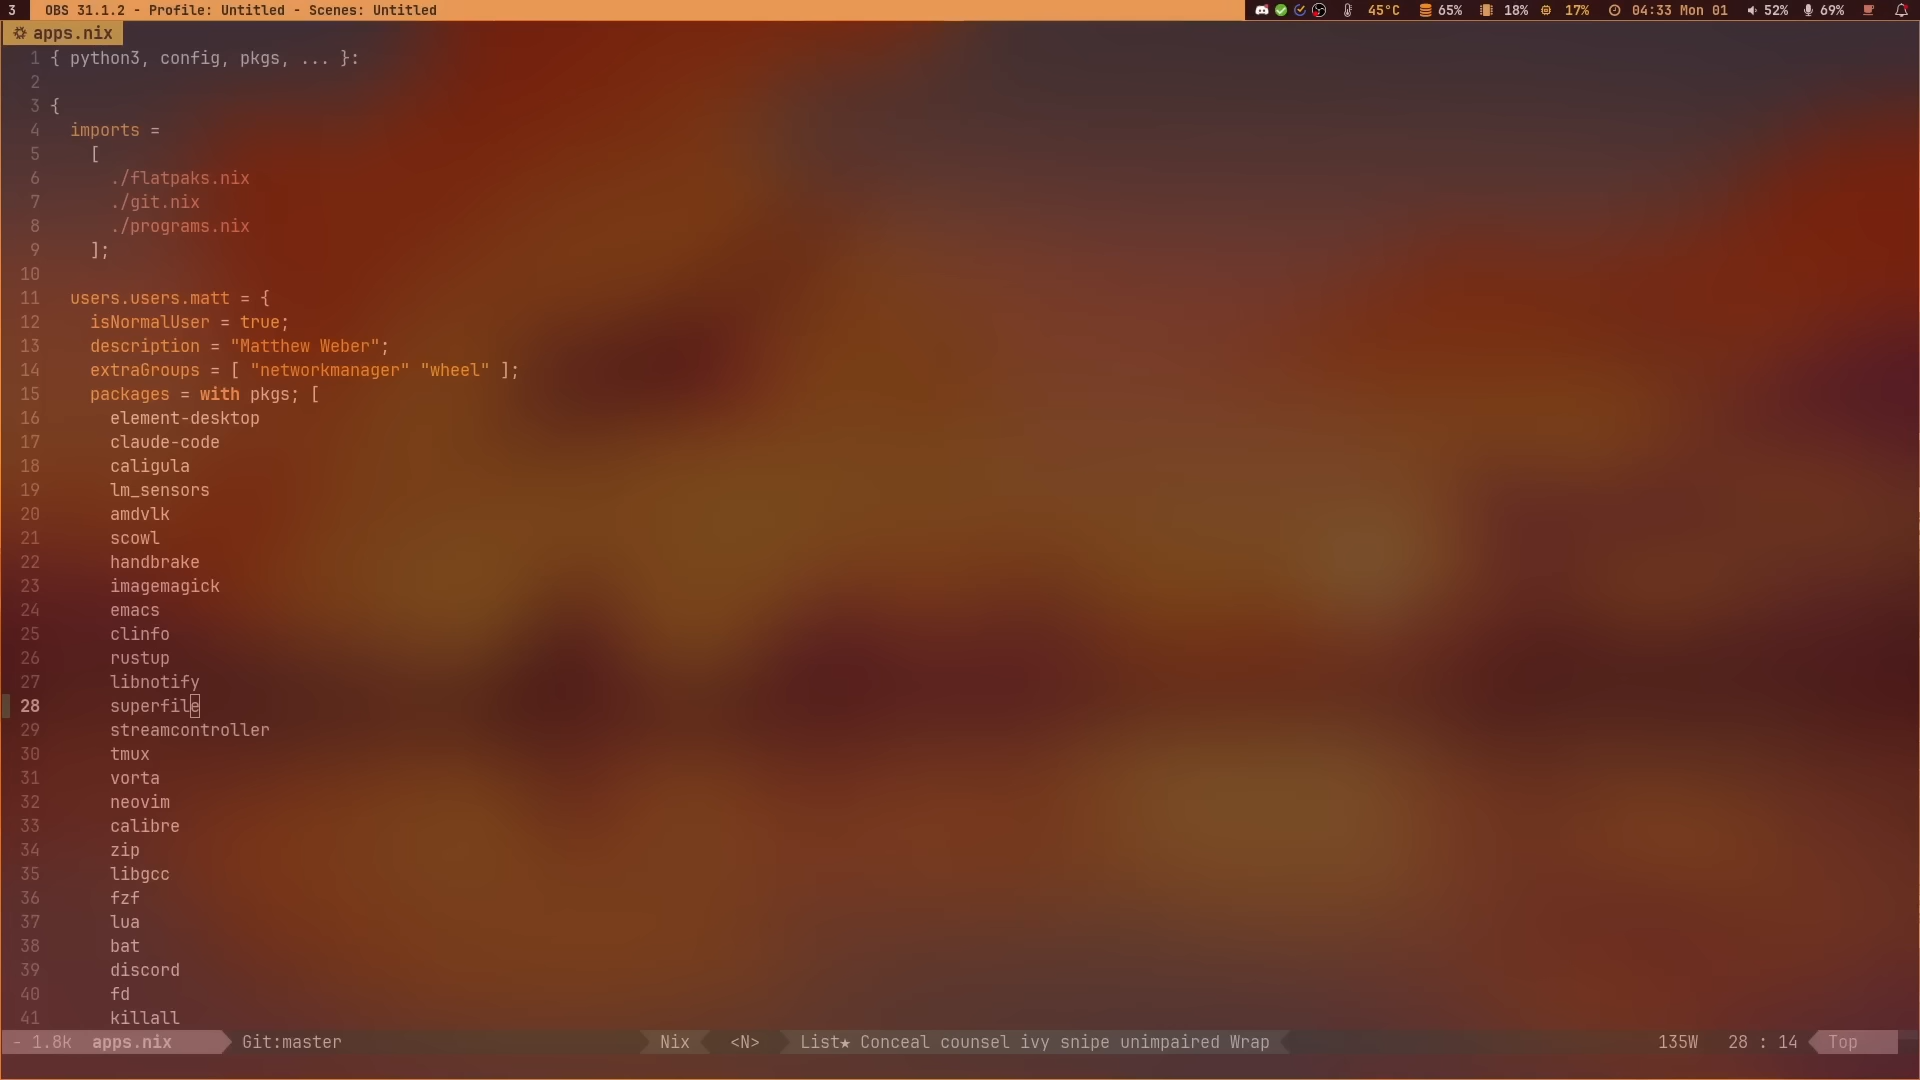 3 OBS 31.1.2 - Profile: Untitled - Scenes: Untitled 45°C 65% 18% 17% 04:33 Mon 01 52% 69%
apps.nix
1 { python3, config, pkgs, ... }:
2
3 {
4 imports =
5 [
6 ./flatpaks.nix
7 ./git.nix
8 ./programs.nix
9 ];
10
11 users.users.matt = {
12 isNormalUser = true;
13 description = "Matthew Weber";
14 extraGroups = [ "networkmanager" "wheel" ];
15 packages = with pkgs; [
16 element-desktop
17 claude-code
18 caligula
19 lm_sensors
20 amdvlk
21 scowl
22 handbrake
23 imagemagick
24 emacs
25 clinfo
26 rustup
27 libnotify
28 superfile
29 streamcontroller
30 tmux
31 vorta
32 neovim
33 calibre
34 zip
35 libgcc
36 fzf
37 lua
38 bat
39 discord
40 fd
41 killall
- 1.8k apps.nix Git:master Nix <N> List★ Conceal counsel ivy snipe unimpaired Wrap 135W 28 : 14 Top